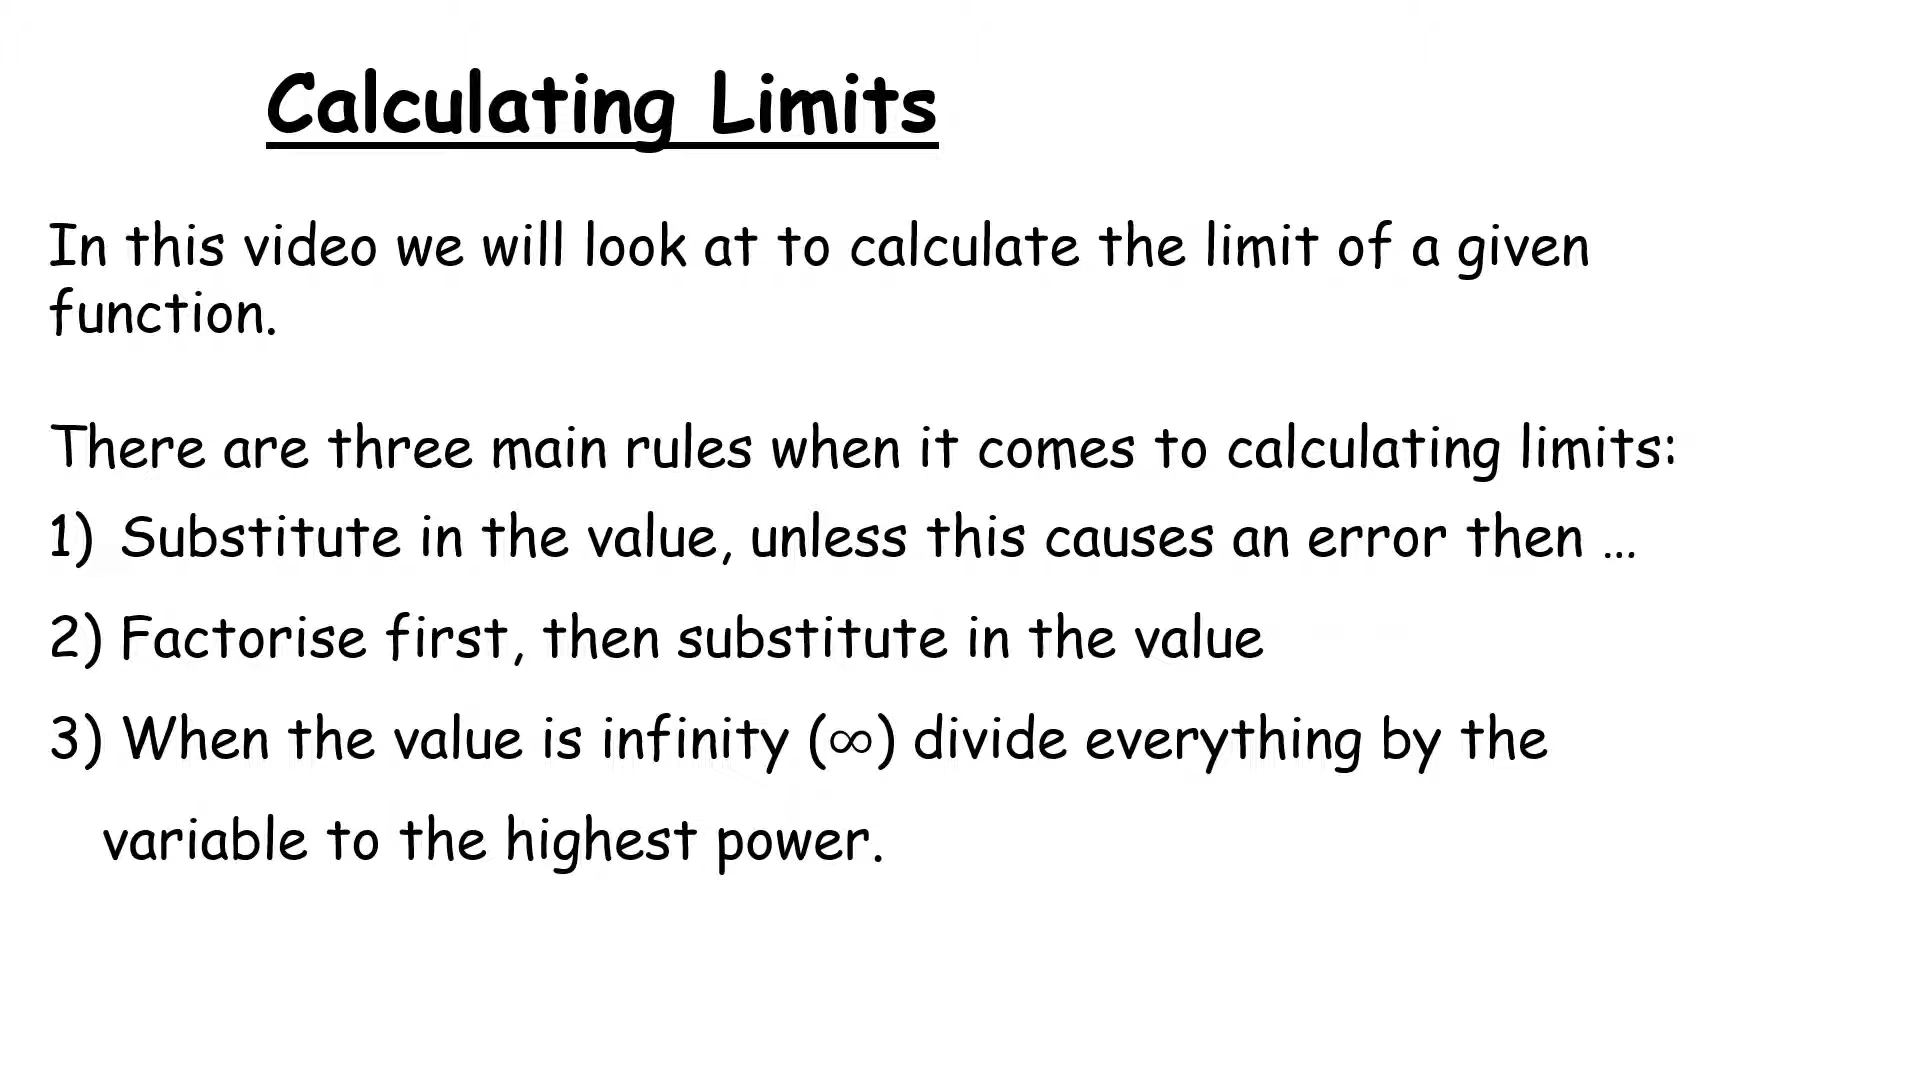 Calculating Limits
In this video we will look at to calculate the limit of a given
function.
There are three main rules when it comes to calculating limits:
1) Substitute in the value, unless this causes an error then …
2) Factorise first, then substitute in the value
3) When the value is infinity (∞) divide everything by the
variable to the highest power.